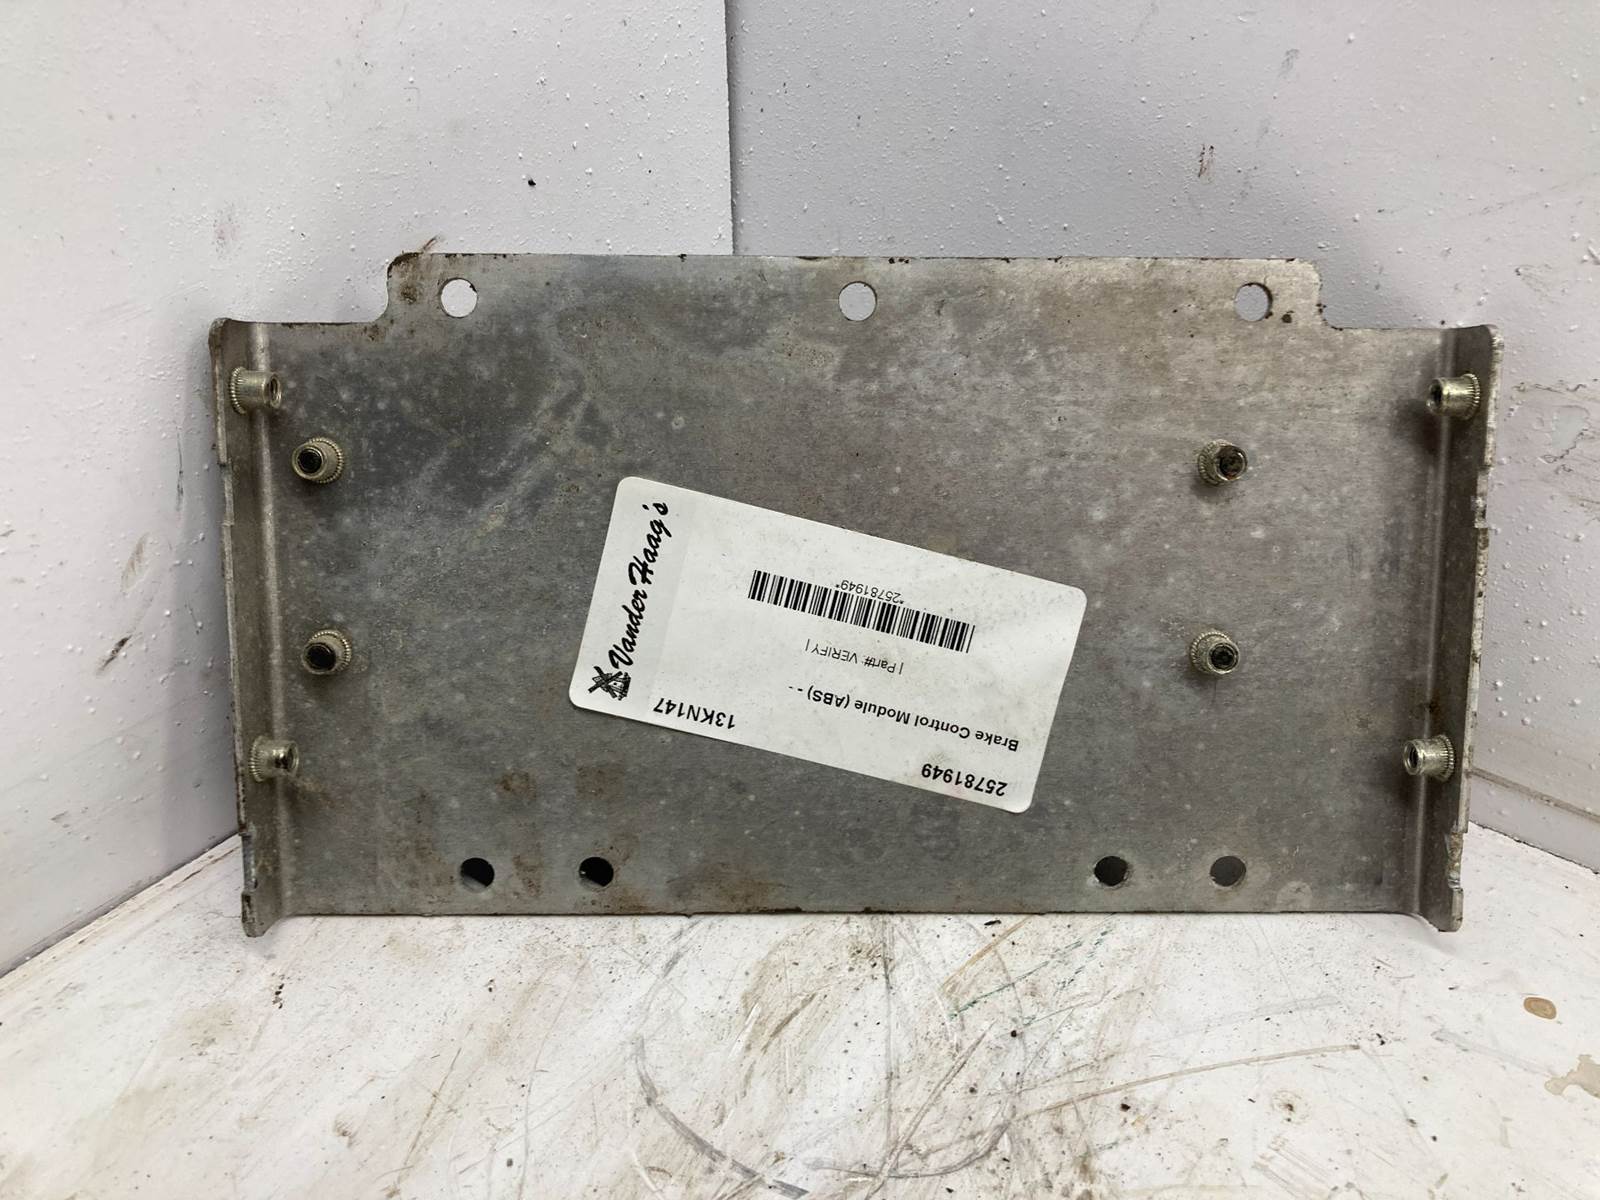 25781949
Brake Control Module (ABS) - -
13KN147
| Part#: VERIFY |
*25781949*
Vander Haag's